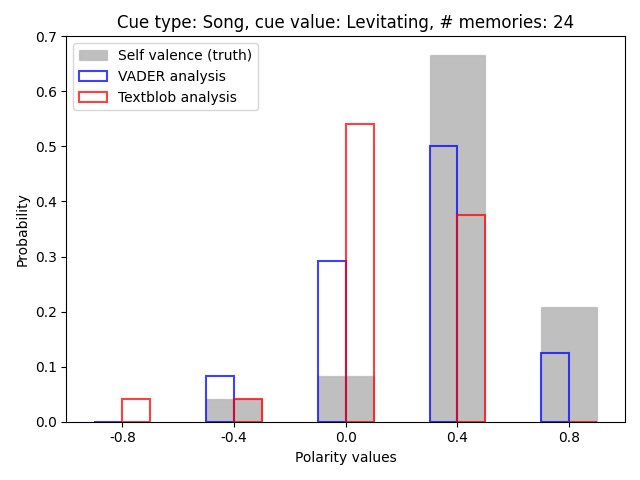 Cue type: Song, cue value: Levitating, # memories: 24
Self valence (truth)
VADER analysis
Textblob analysis
Probability
0.7
0.6
0.5
0.4
0.3
0.2
0.1
0.0
-0.8 -0.4 0.0 0.4 0.8
Polarity values